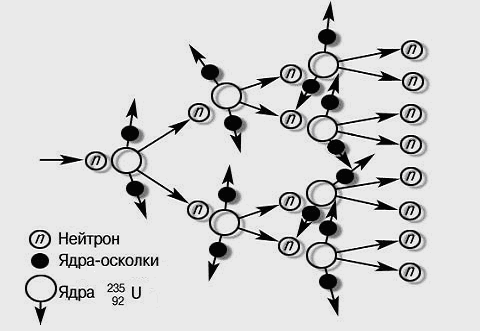 n n n n n
n n n n
n n n n
n n
Нейтрон
Ядра-осколки
Ядра 235 92 U